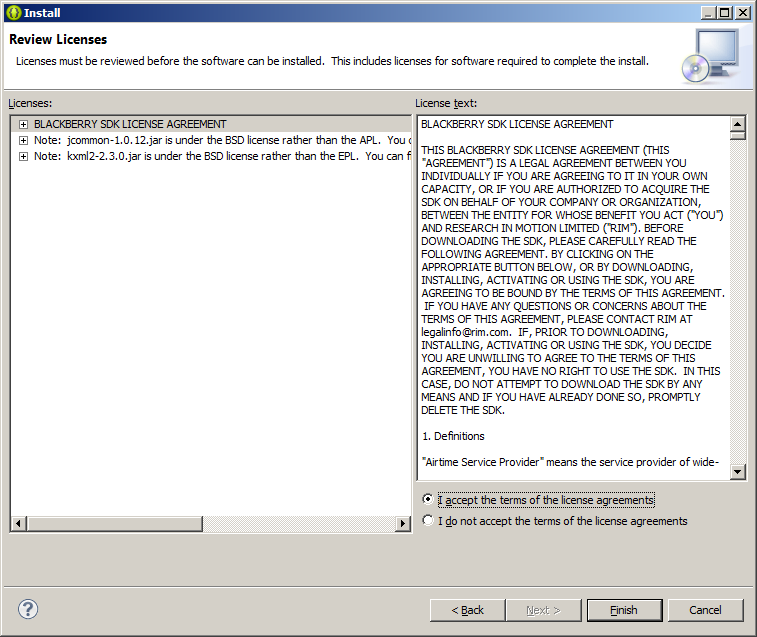 Install
Review Licenses
Licenses must be reviewed before the software can be installed.  This includes licenses for software required to complete the install.
Licenses:
BLACKBERRY SDK LICENSE AGREEMENT
Note:  jcommon-1.0.12.jar is under the BSD license rather than the APL.  You c
Note:  kxml2-2.3.0.jar is under the BSD license rather than the EPL.  You can f
License text:
BLACKBERRY SDK LICENSE AGREEMENT
THIS BLACKBERRY SDK LICENSE AGREEMENT (THIS
"AGREEMENT") IS A LEGAL AGREEMENT BETWEEN YOU
INDIVIDUALLY IF YOU ARE AGREEING TO IT IN YOUR OWN
CAPACITY, OR IF YOU ARE AUTHORIZED TO ACQUIRE THE
SDK ON BEHALF OF YOUR COMPANY OR ORGANIZATION,
BETWEEN THE ENTITY FOR WHOSE BENEFIT YOU ACT ("YOU")
AND RESEARCH IN MOTION LIMITED ("RIM"). BEFORE
DOWNLOADING THE SDK, PLEASE CAREFULLY READ THE
FOLLOWING AGREEMENT. BY CLICKING ON THE
APPROPRIATE BUTTON BELOW, OR BY DOWNLOADING,
INSTALLING, ACTIVATING OR USING THE SDK, YOU ARE
AGREEING TO BE BOUND BY THE TERMS OF THIS AGREEMENT.
IF YOU HAVE ANY QUESTIONS OR CONCERNS ABOUT THE
TERMS OF THIS AGREEMENT, PLEASE CONTACT RIM AT
legalinfo@rim.com.  IF, PRIOR TO DOWNLOADING,
INSTALLING, ACTIVATING OR USING THE SDK, YOU DECIDE
YOU ARE UNWILLING TO AGREE TO THE TERMS OF THIS
AGREEMENT, YOU HAVE NO RIGHT TO USE THE SDK.  IN THIS
CASE, DO NOT ATTEMPT TO DOWNLOAD THE SDK BY ANY
MEANS AND IF YOU HAVE ALREADY DONE SO, PROMPTLY
DELETE THE SDK.
1. Definitions
"Airtime Service Provider" means the service provider of wide-
I accept the terms of the license agreements
I do not accept the terms of the license agreements
?
< Back
Next >
Finish
Cancel